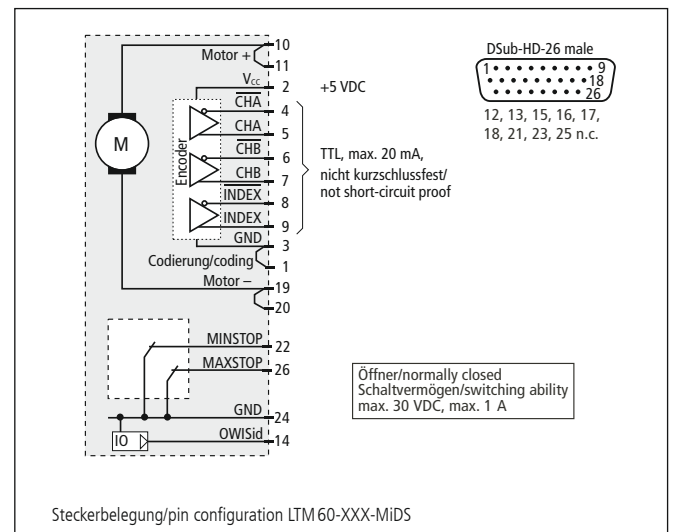 Motor + 10
11
V_CC 2 +5 VDC
C̅H̅A̅ 4
CHA 5
C̅H̅B̅ 6
CHB 7
I̅N̅D̅E̅X̅ 8
INDEX 9
GND 3
Codierung/coding 1
Motor – 19
20
M
Encoder
TTL, max. 20 mA,
nicht kurzschlussfest/
not short-circuit proof
DSub-HD-26 male
1 9
18
26
12, 13, 15, 16, 17,
18, 21, 23, 25 n.c.
MINSTOP 22
MAXSTOP 26
GND 24
IO OWISid 14
Öffner/normally closed
Schaltvermögen/switching ability
max. 30 VDC, max. 1 A
Steckerbelegung/pin configuration LTM 60-XXX-MiDS